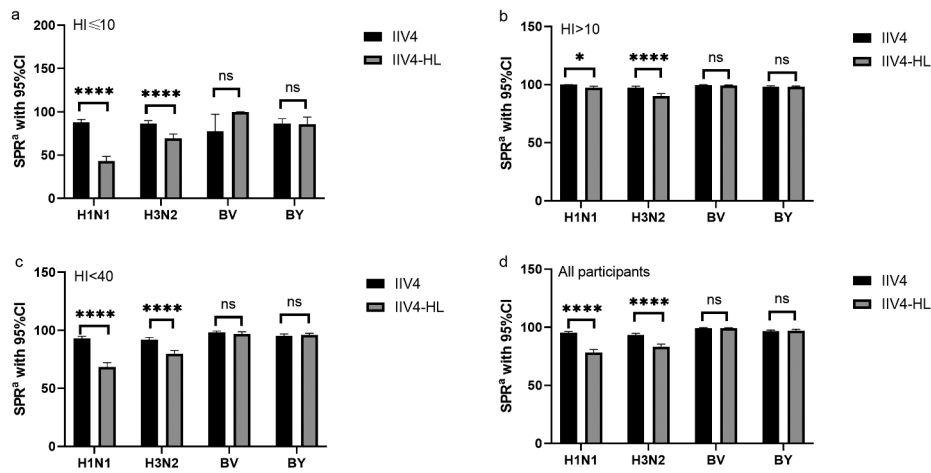 a
HI≤10
SPRᵃ with 95%CI
200
150
100
50
0
**** **** ns ns
H1N1 H3N2 BV BY
IIV4
IIV4-HL
b
HI>10
SPRᵃ with 95%CI
150
100
50
0
* **** ns ns
H1N1 H3N2 BV BY
IIV4
IIV4-HL
c
HI<40
SPRᵃ with 95%CI
150
100
50
0
**** **** ns ns
H1N1 H3N2 BV BY
IIV4
IIV4-HL
d
All participants
SPRᵃ with 95%CI
150
100
50
0
**** **** ns ns
H1N1 H3N2 BV BY
IIV4
IIV4-HL